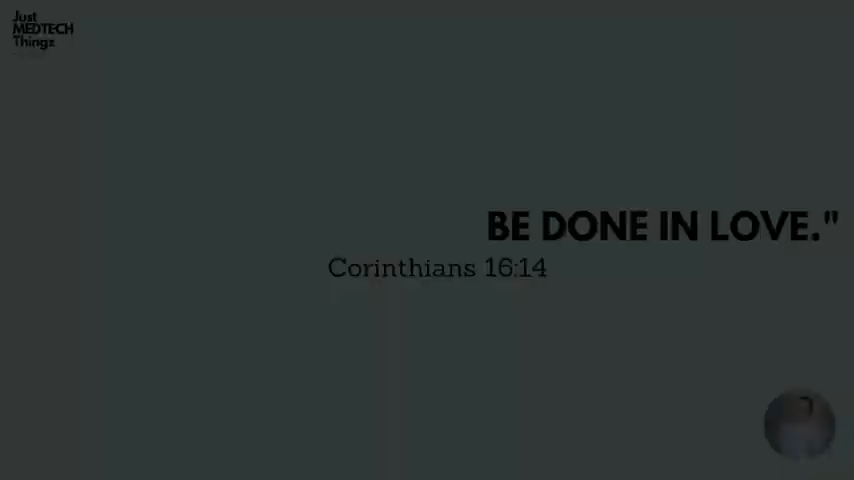 Just
MEDTECH
Things
BE DONE IN LOVE."
Corinthians 16:14